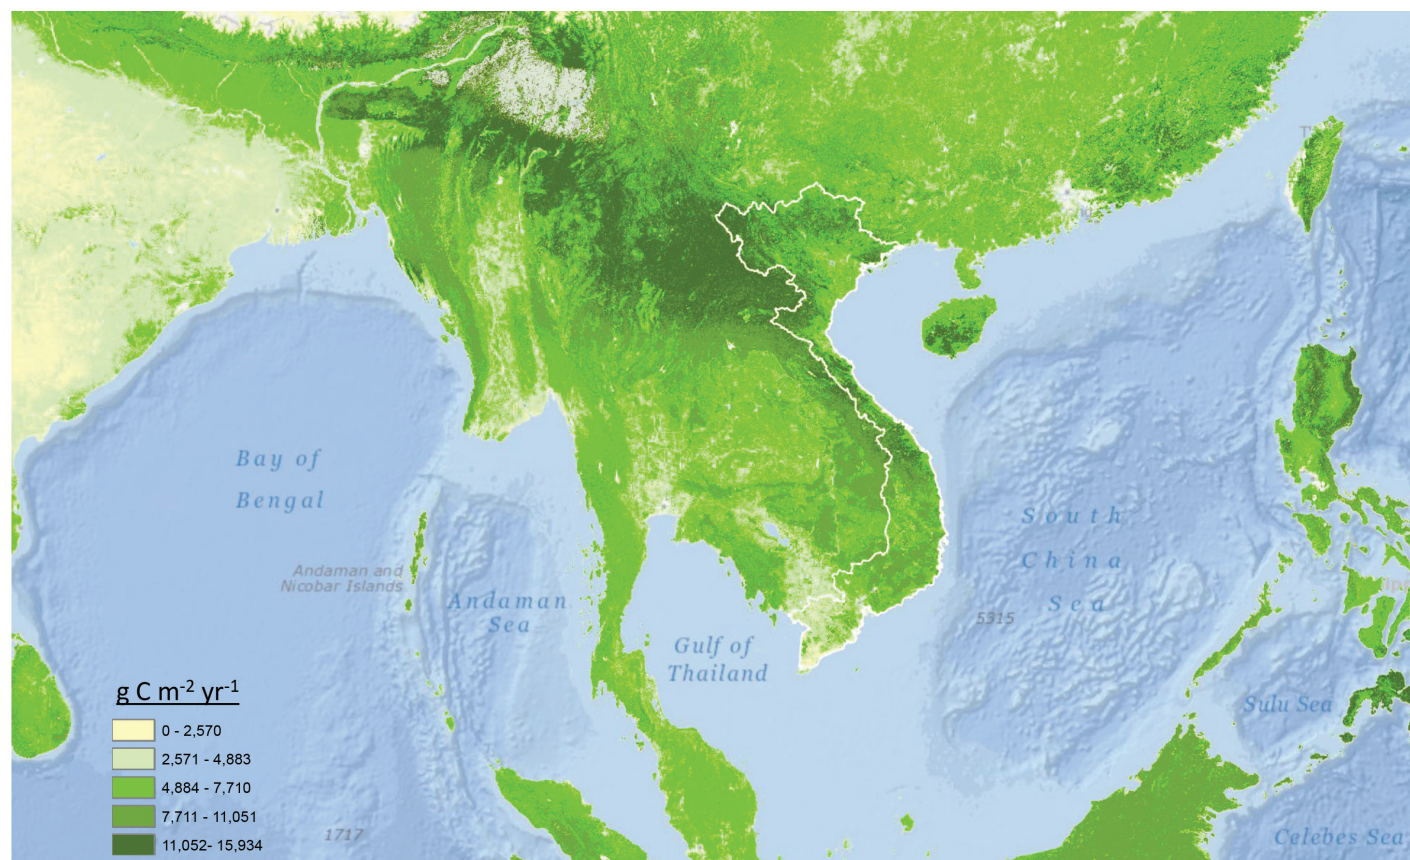 T
Bay of
Bengal
Andaman and
Nicobar Islands
Andaman
Sea
Gulf of
Thailand
South
China
Sea
5315
Sulu Sea
Celebes Sea
1717
g C m-2 yr-1
0 - 2,570
2,571 - 4,883
4,884 - 7,710
7,711 - 11,051
11,052- 15,934